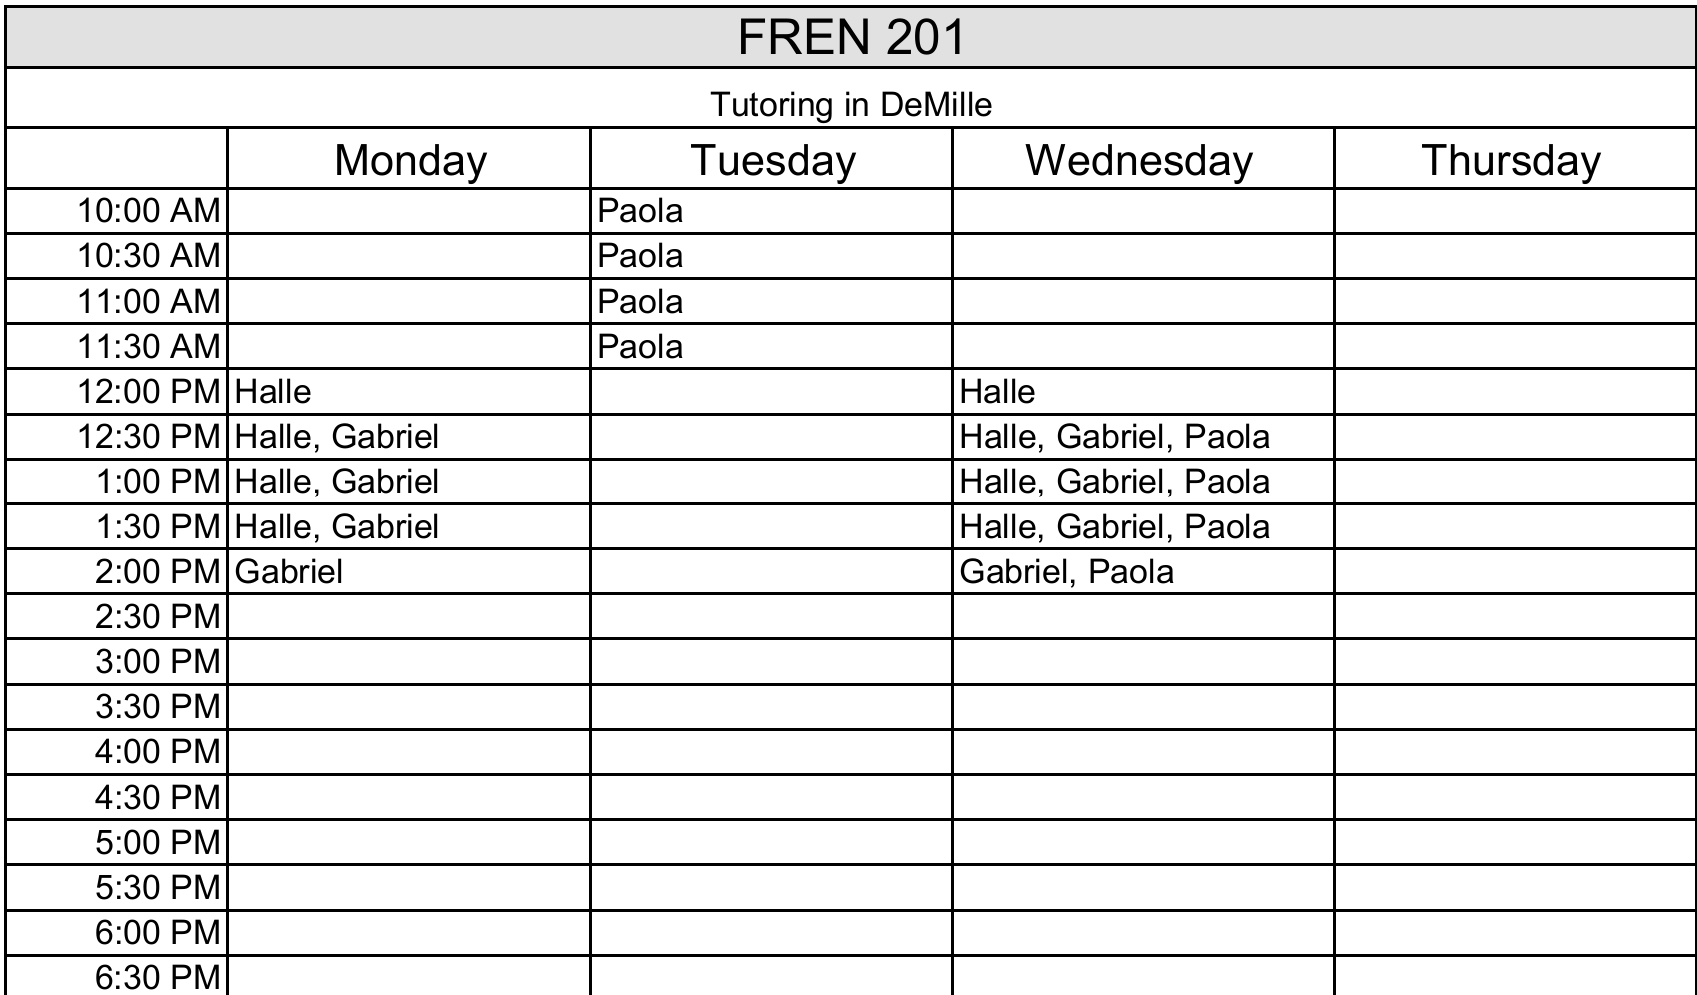 FREN 201
Tutoring in DeMille
Monday Tuesday Wednesday Thursday
10:00 AM Paola
10:30 AM Paola
11:00 AM Paola
11:30 AM Paola
12:00 PM Halle Halle
12:30 PM Halle, Gabriel Halle, Gabriel, Paola
1:00 PM Halle, Gabriel Halle, Gabriel, Paola
1:30 PM Halle, Gabriel Halle, Gabriel, Paola
2:00 PM Gabriel Gabriel, Paola
2:30 PM
3:00 PM
3:30 PM
4:00 PM
4:30 PM
5:00 PM
5:30 PM
6:00 PM
6:30 PM